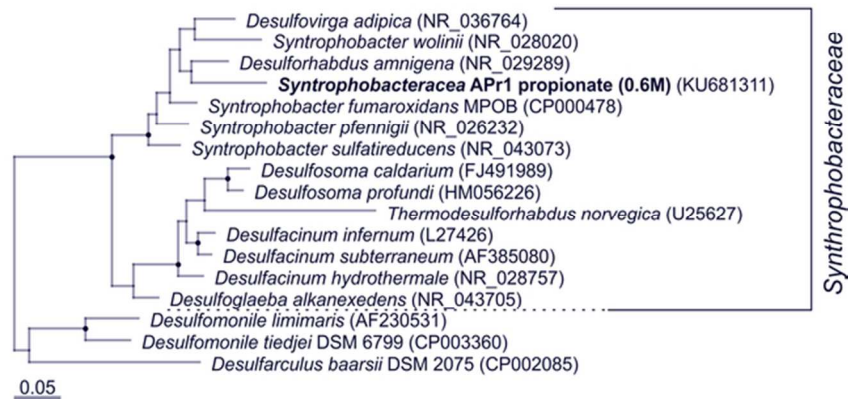 Desulfovirga adipica (NR_036764)
Syntrophobacter wolinii (NR_028020)
Desulforhabdus amnigena (NR_029289)
Syntrophobacteracea APr1 propionate (0.6M) (KU681311)
Syntrophobacter fumaroxidans MPOB (CP000478)
Syntrophobacter pfennigii (NR_026232)
Syntrophobacter sulfatireducens (NR_043073)
Desulfosoma caldarium (FJ491989)
Desulfosoma profundi (HM056226)
Thermodesulforhabdus norvegica (U25627)
Desulfacinum infernum (L27426)
Desulfacinum subterraneum (AF385080)
Desulfacinum hydrothermale (NR_028757)
Desulfoglaeba alkanexedens (NR_043705)
Desulfomonile limimaris (AF230531)
Desulfomonile tiedjei DSM 6799 (CP003360)
Desulfarculus baarsii DSM 2075 (CP002085)
0.05
Synthrophobacteraceae